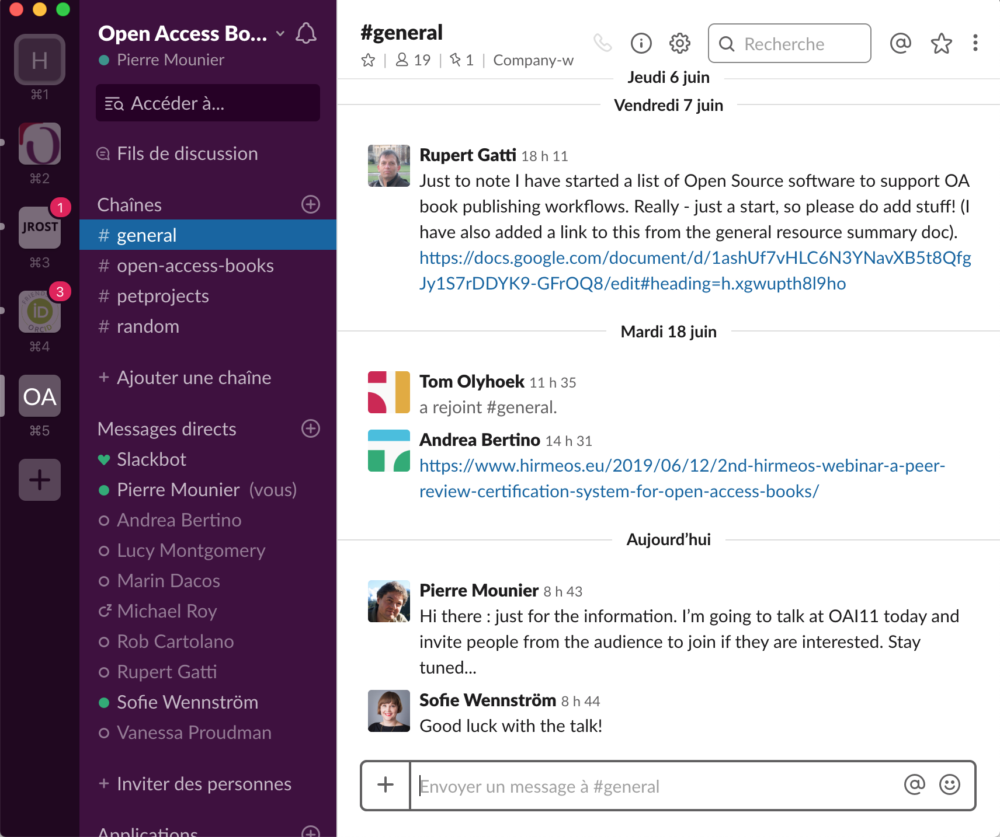 H
⌘1
⌘2
1
JROST
⌘3
3
FRIENDS
iD
ORCID
⌘4
OA
⌘5
Open Access Bo...
Pierre Mounier
Accéder à...
Fils de discussion
Chaînes
# general
# open-access-books
# petprojects
# random
+ Ajouter une chaîne
Messages directs
Slackbot
Pierre Mounier (vous)
Andrea Bertino
Lucy Montgomery
Marin Dacos
Michael Roy
Rob Cartolano
Rupert Gatti
Sofie Wennström
Vanessa Proudman
+ Inviter des personnes
Applications
#general
19 | 1 | Company-w
Recherche
Jeudi 6 juin
Vendredi 7 juin
Rupert Gatti 18 h 11
Just to note I have started a list of Open Source software to support OA
book publishing workflows. Really - just a start, so please do add stuff! (I
have also added a link to this from the general resource summary doc).
https://docs.google.com/document/d/1ashUf7vHLC6N3YNavXB5t8Qfg
Jy1S7rDDYK9-GFrOQ8/edit#heading=h.xgwupth8l9ho
Mardi 18 juin
Tom Olyhoek 11 h 35
a rejoint #general.
Andrea Bertino 14 h 31
https://www.hirmeos.eu/2019/06/12/2nd-hirmeos-webinar-a-peer-
review-certification-system-for-open-access-books/
Aujourd’hui
Pierre Mounier 8 h 43
Hi there : just for the information. I’m going to talk at OAI11 today and
invite people from the audience to join if they are interested. Stay
tuned...
Sofie Wennström 8 h 44
Good luck with the talk!
Envoyer un message à #general